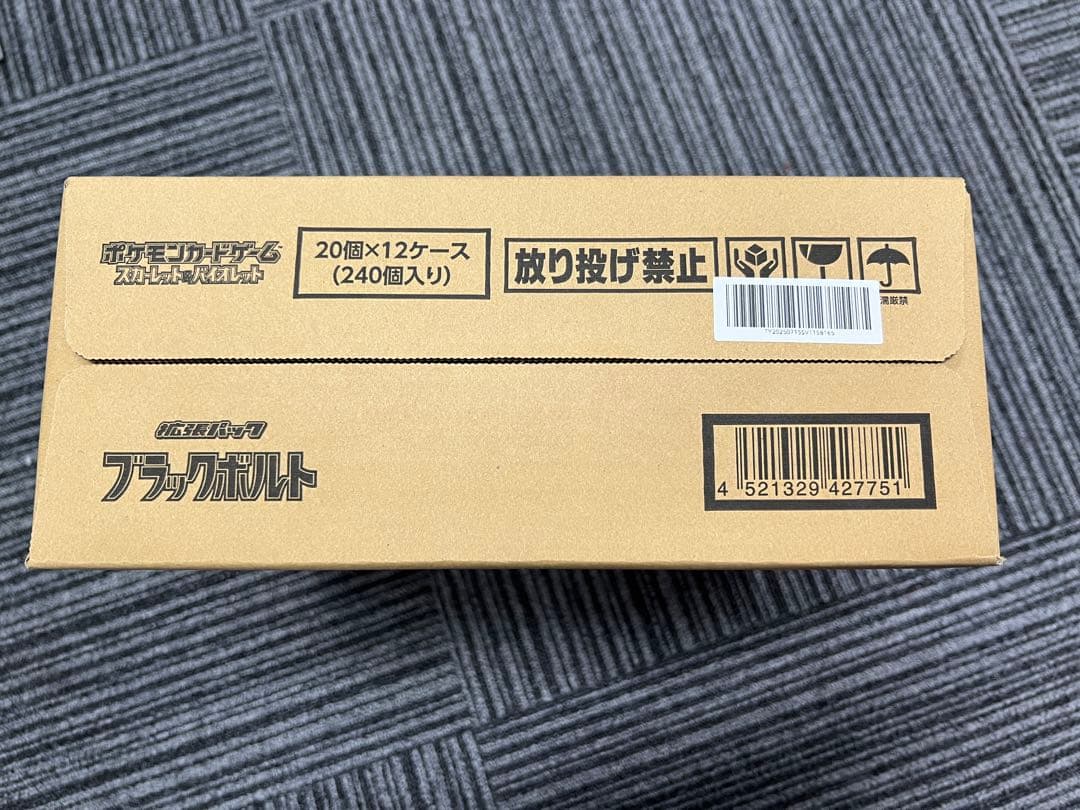 ポケモンカードゲーム
スカーレット&バイオレット
20個×12ケース
(240個入り)
放り投げ禁止
濡厳禁
拡張パック
ブラックボルト
4 521329 427751